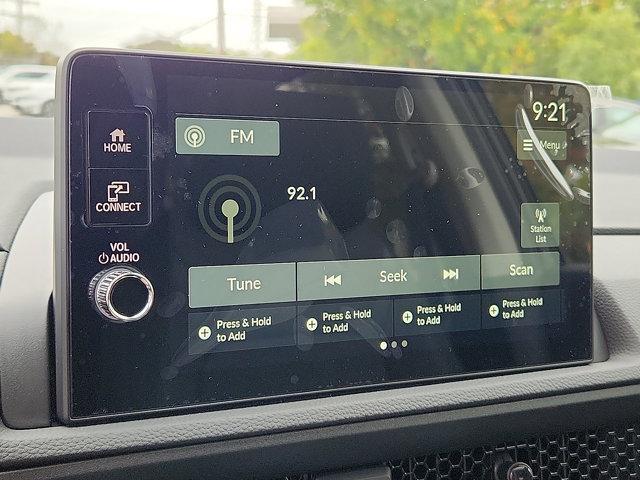 9:21
FM
Menu
HOME
CONNECT
92.1
Station
List
VOL
AUDIO
Tune
Seek
Scan
Press & Hold
to Add
Press & Hold
to Add
Press & Hold
to Add
Press & Hold
to Add